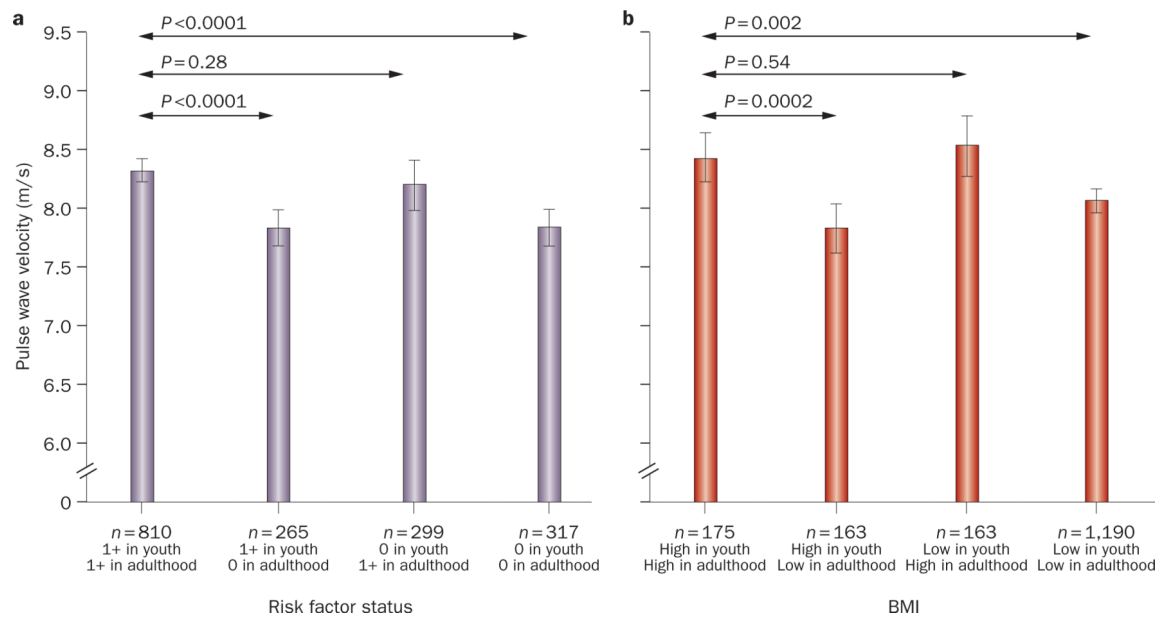 a
P<0.0001
P=0.28
P<0.0001
Pulse wave velocity (m/s)
9.5
9.0
8.5
8.0
7.5
7.0
6.5
6.0
0
n=810
1+ in youth
1+ in adulthood
n=265
1+ in youth
0 in adulthood
n=299
0 in youth
1+ in adulthood
n=317
0 in youth
0 in adulthood
Risk factor status
b
P=0.002
P=0.54
P=0.0002
n=175
High in youth
High in adulthood
n=163
High in youth
Low in adulthood
n=163
Low in youth
High in adulthood
n=1,190
Low in youth
Low in adulthood
BMI